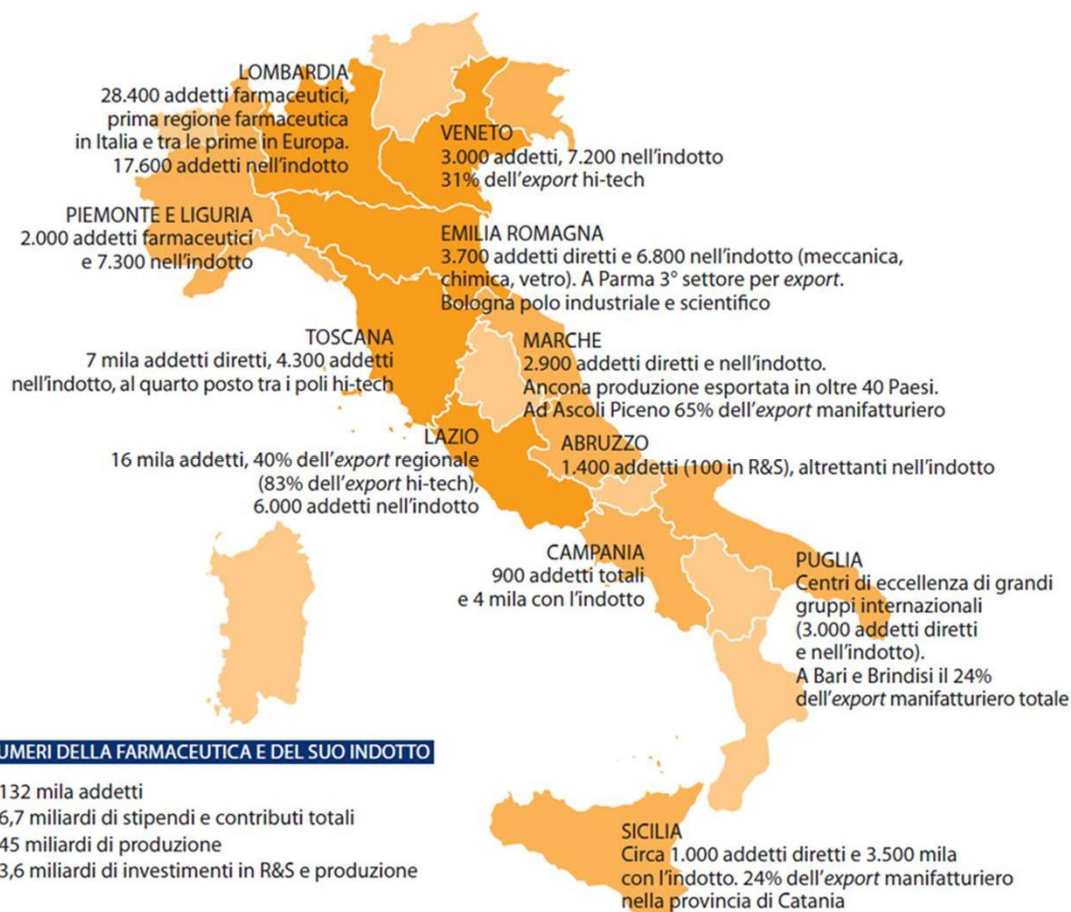 LOMBARDIA
28.400 addetti farmaceutici,
prima regione farmaceutica
in Italia e tra le prime in Europa.
17.600 addetti nell'indotto
VENETO
3.000 addetti, 7.200 nell'indotto
31% dell'export hi-tech
PIEMONTE E LIGURIA
2.000 addetti farmaceutici
e 7.300 nell'indotto
EMILIA ROMAGNA
3.700 addetti diretti e 6.800 nell'indotto (meccanica,
chimica, vetro). A Parma 3° settore per export.
Bologna polo industriale e scientifico
TOSCANA
7 mila addetti diretti, 4.300 addetti
nell'indotto, al quarto posto tra i poli hi-tech
MARCHE
2.900 addetti diretti e nell'indotto.
Ancona produzione esportata in oltre 40 Paesi.
Ad Ascoli Piceno 65% dell'export manifatturiero
LAZIO
16 mila addetti, 40% dell'export regionale
(83% dell'export hi-tech),
6.000 addetti nell'indotto
ABRUZZO
1.400 addetti (100 in R&S), altrettanti nell'indotto
CAMPANIA
900 addetti totali
e 4 mila con l'indotto
PUGLIA
Centri di eccellenza di grandi
gruppi internazionali
(3.000 addetti diretti
e nell'indotto).
A Bari e Brindisi il 24%
dell'export manifatturiero totale
UMERI DELLA FARMACEUTICA E DEL SUO INDOTTO
132 mila addetti
6,7 miliardi di stipendi e contributi totali
45 miliardi di produzione
3,6 miliardi di investimenti in R&S e produzione
SICILIA
Circa 1.000 addetti diretti e 3.500 mila
con l'indotto. 24% dell'export manifatturiero
nella provincia di Catania